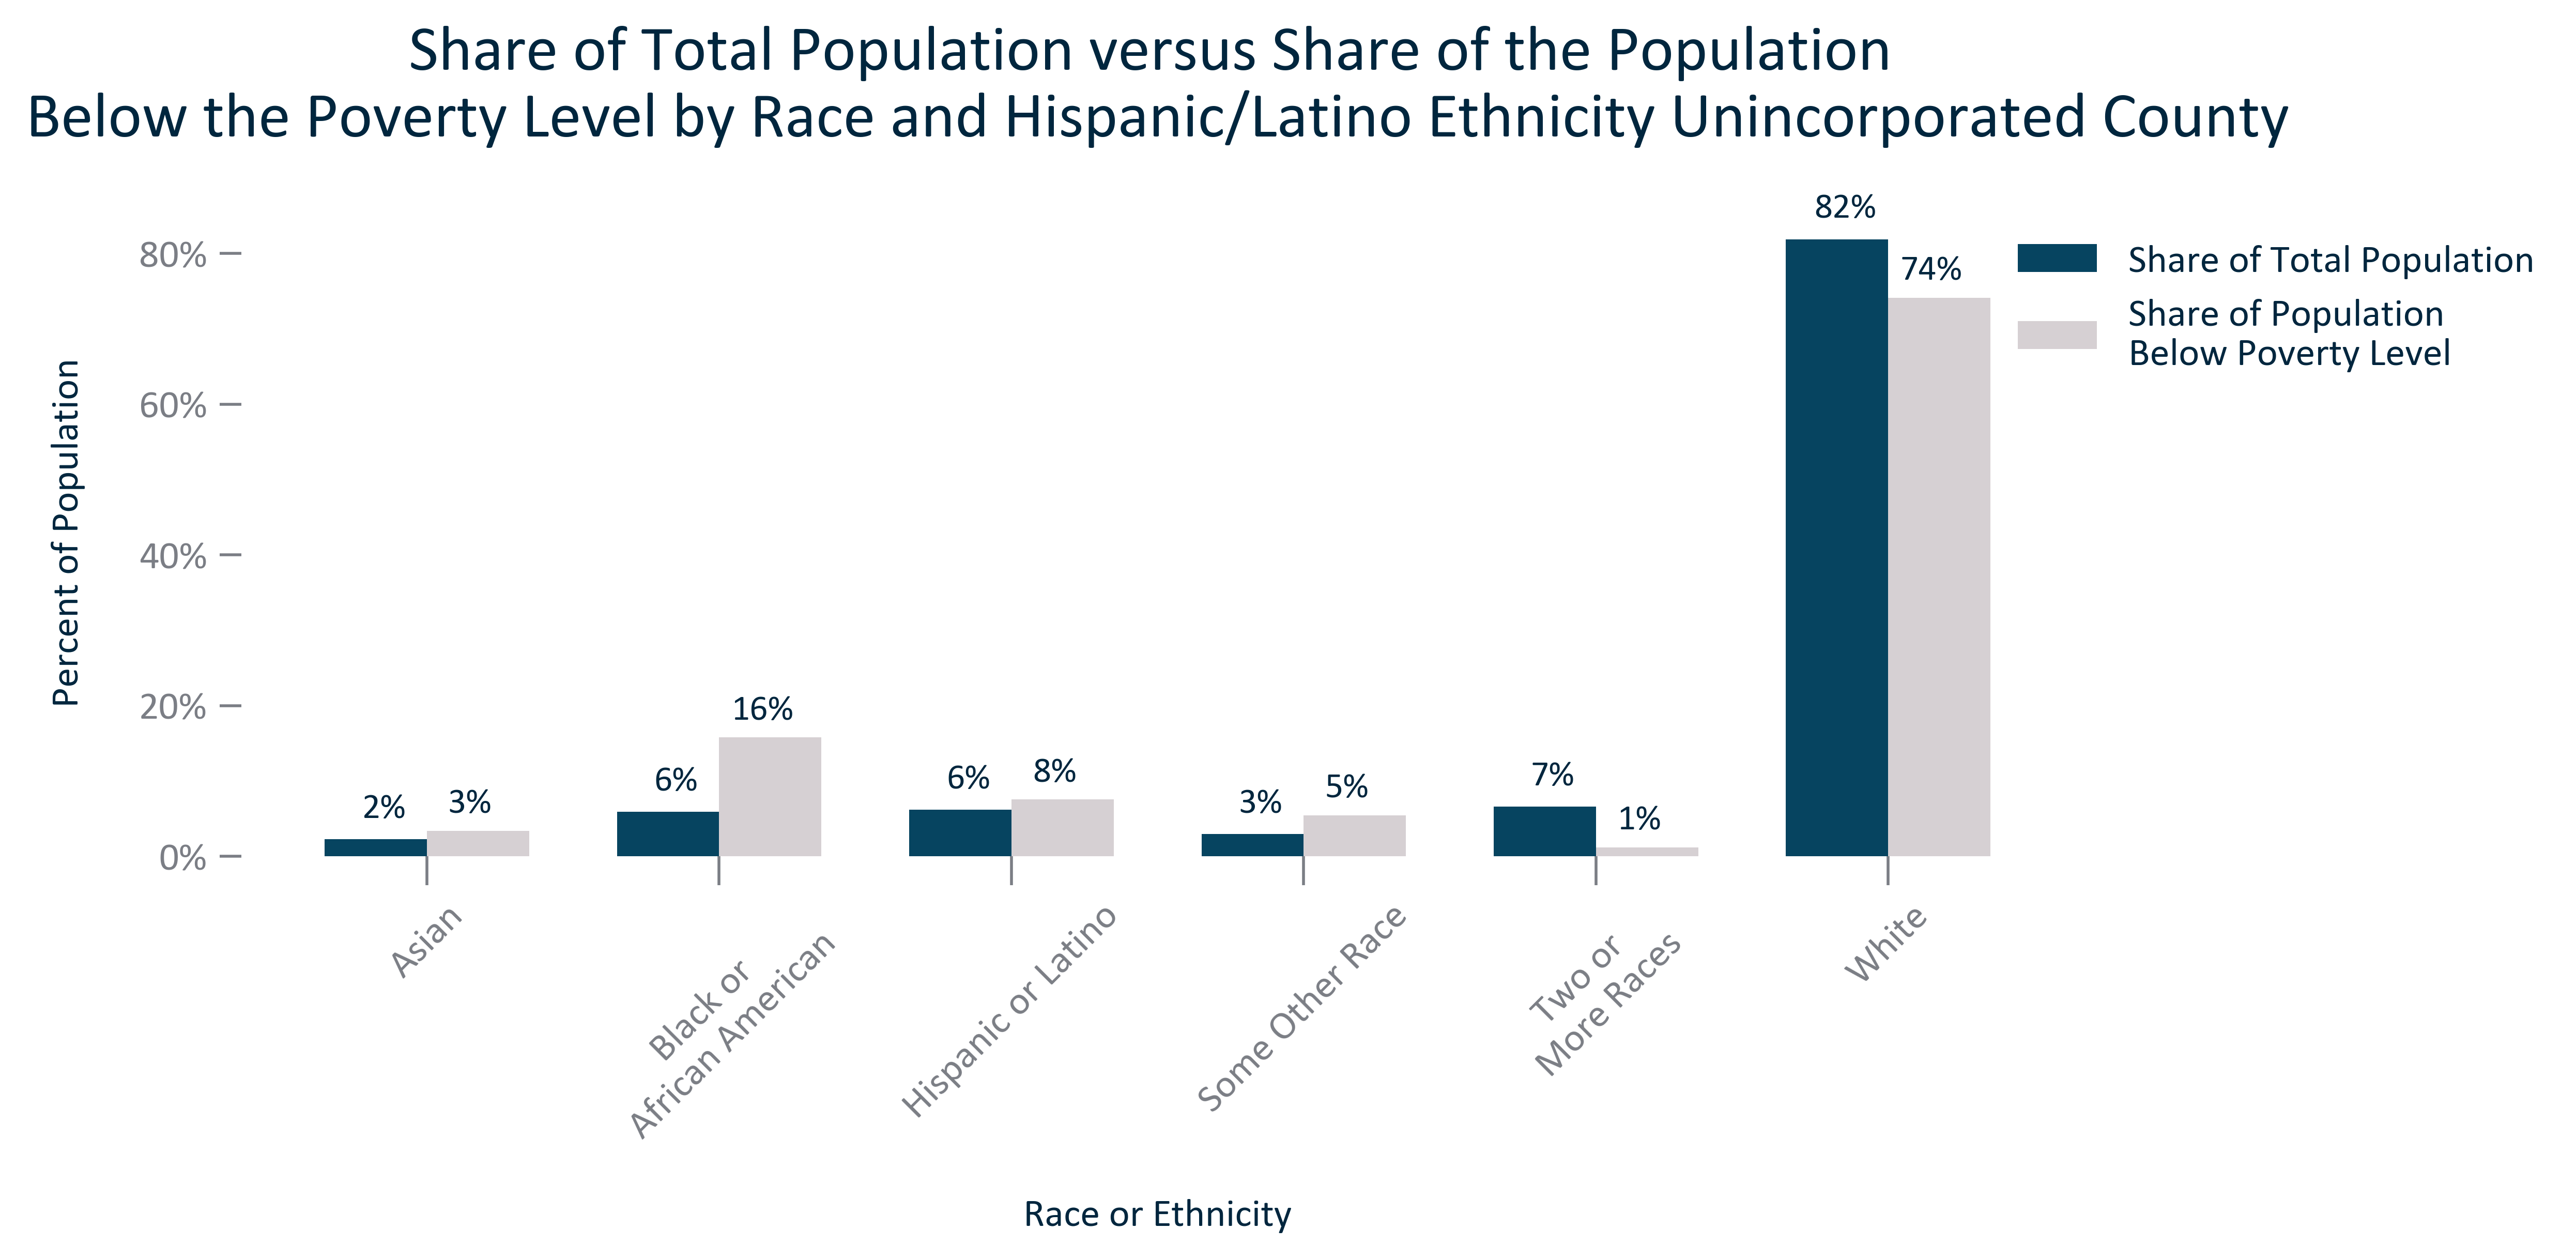 Share of Total Population versus Share of the Population
Below the Poverty Level by Race and Hispanic/Latino Ethnicity Unincorporated County
Percent of Population
80%
60%
40%
20%
0%
2%
3%
6%
16%
6%
8%
3%
5%
7%
1%
82%
74%
Share of Total Population
Share of Population
Below Poverty Level
Asian
Black or
African American
Hispanic or Latino
Some Other Race
Two or
More Races
White
Race or Ethnicity